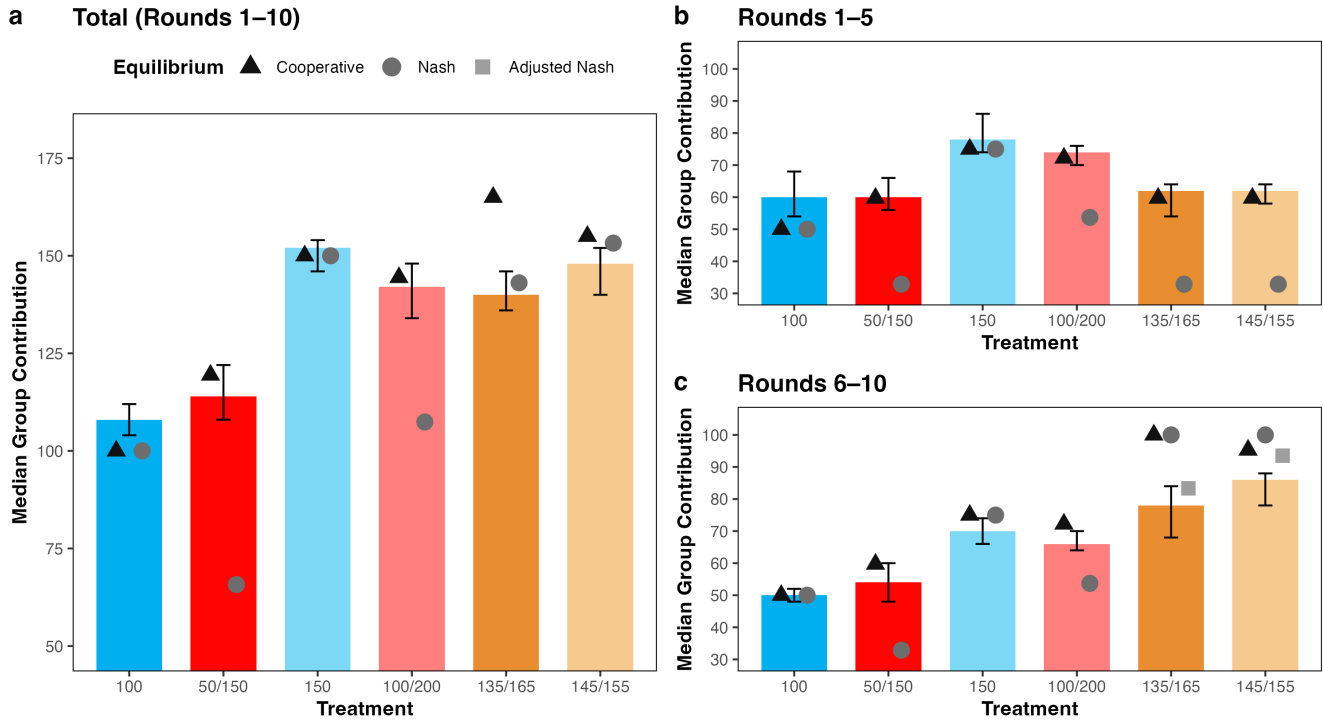 a Total (Rounds 1–10)
Equilibrium Cooperative Nash Adjusted Nash
Median Group Contribution
175
150
125
100
75
50
100 50/150 150 100/200 135/165 145/155
Treatment
b Rounds 1–5
Median Group Contribution
100
90
80
70
60
50
40
30
100 50/150 150 100/200 135/165 145/155
Treatment
c Rounds 6–10
Median Group Contribution
100
90
80
70
60
50
40
30
100 50/150 150 100/200 135/165 145/155
Treatment